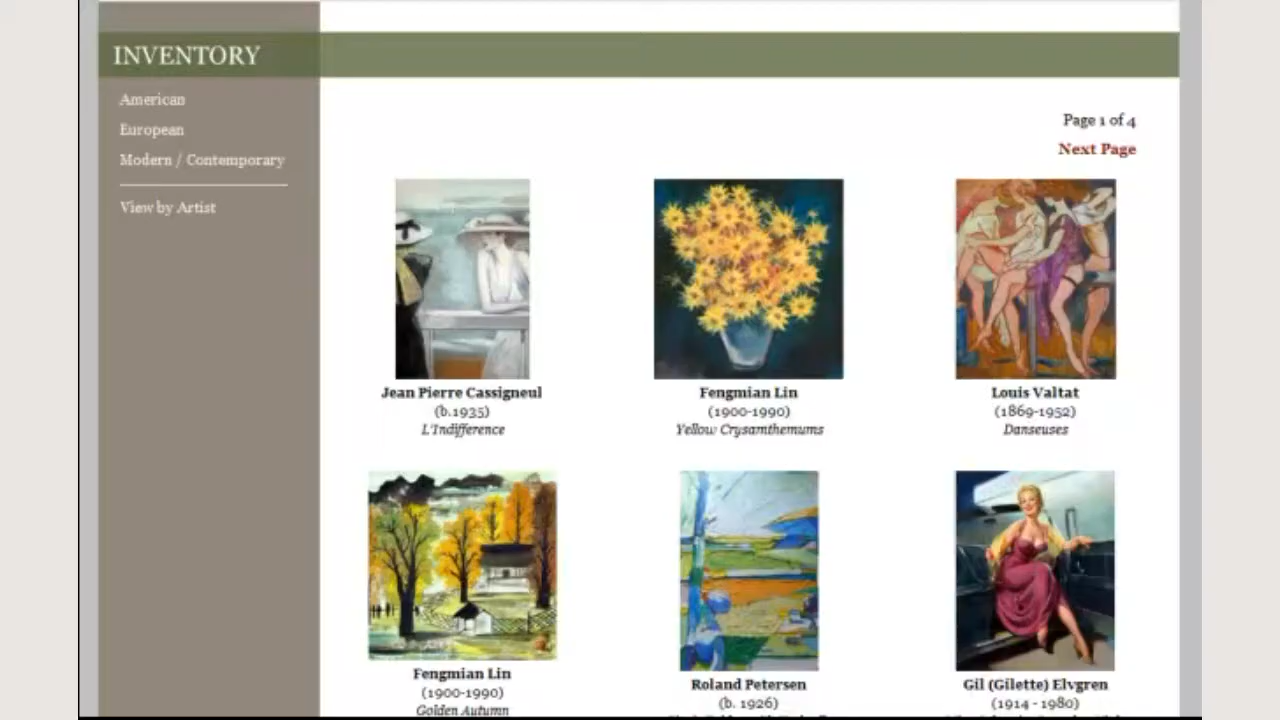 INVENTORY
American
European
Modern / Contemporary
View by Artist
Page 1 of 4
Next Page
Jean Pierre Cassigneul
(b.1935)
L'Indifference
Fengmian Lin
(1900-1990)
Yellow Crysamthemums
Louis Valtat
(1869-1952)
Danseuses
Fengmian Lin
(1900-1990)
Golden Autumn
Roland Petersen
(b. 1926)
Gil (Gilette) Elvgren
(1914 - 1980)